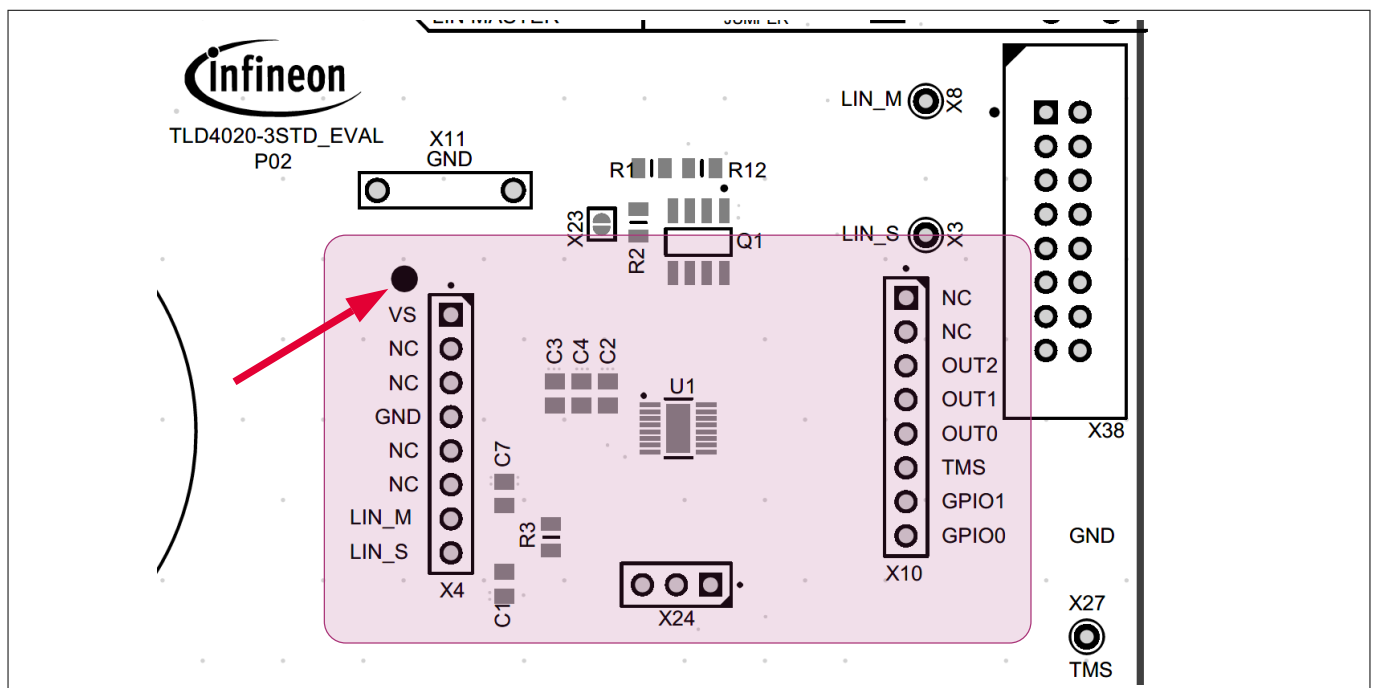 LIN MASTER
JUMPER
infineon
TLD4020-3STD_EVAL
P02
X11
GND
LIN_M
X8
R1
R12
X23
R2
Q1
LIN_S
X3
VS
NC
NC
GND
NC
NC
LIN_M
LIN_S
X4
C3
C4
C2
U1
C7
R3
C1
X24
NC
NC
OUT2
OUT1
OUT0
TMS
GPIO1
GPIO0
X10
X38
GND
X27
TMS